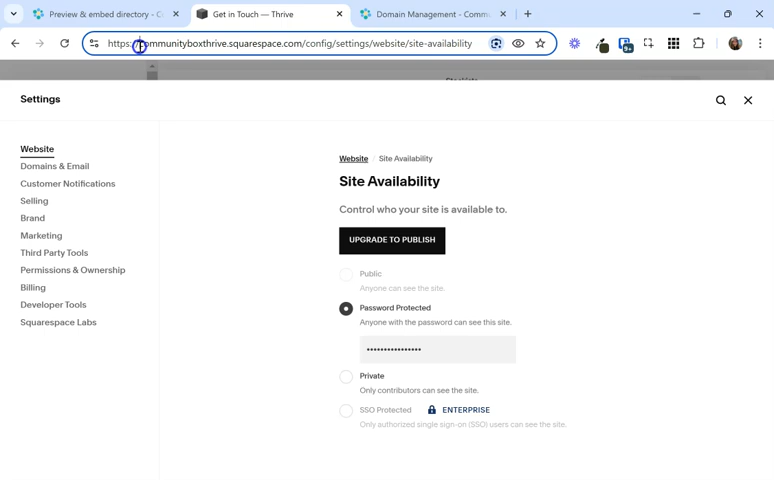 Preview & embed directory - C
Get in Touch — Thrive
Domain Management - Commu
https://communityboxthrive.squarespace.com/config/settings/website/site-availability
9+
Settings
Website
Domains & Email
Customer Notifications
Selling
Brand
Marketing
Third Party Tools
Permissions & Ownership
Billing
Developer Tools
Squarespace Labs
Website / Site Availability
Site Availability
Control who your site is available to.
UPGRADE TO PUBLISH
Public
Anyone can see the site.
Password Protected
Anyone with the password can see this site.
••••••••••••••••
Private
Only contributors can see the site.
SSO Protected ENTERPRISE
Only authorized single sign-on (SSO) users can see the site.